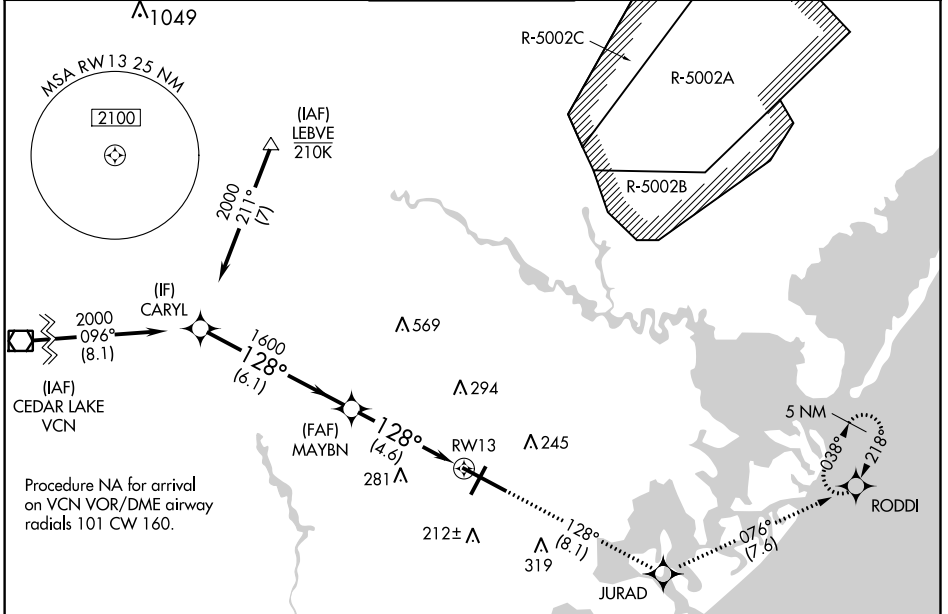 1049
MSA RW13 25 NM
2100
(IAF)
LEBVE
210K
2000
211°
(7)
R-5002C
R-5002A
R-5002B
(IF)
CARYL
2000
096°
(8.1)
(IAF)
CEDAR LAKE
VCN
1600
128°
(6.1)
569
294
(FAF)
MAYBN
128°
(4.6)
RW13
245
281
5 NM
038°
218°
RODDI
Procedure NA for arrival
on VCN VOR/DME airway
radials 101 CW 160.
212±
128°
(8.1)
319
076°
(7.6)
JURAD